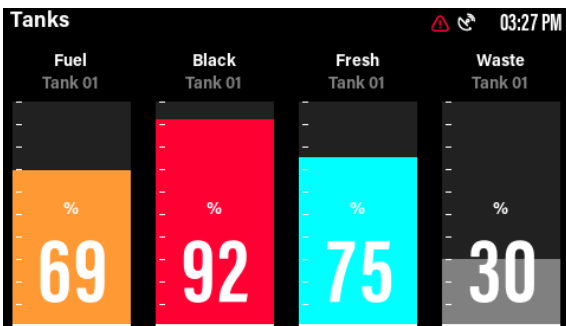 Tanks 03:27 PM
Fuel Black Fresh Waste
Tank 01 Tank 01 Tank 01 Tank 01
% % % %
69 92 75 30